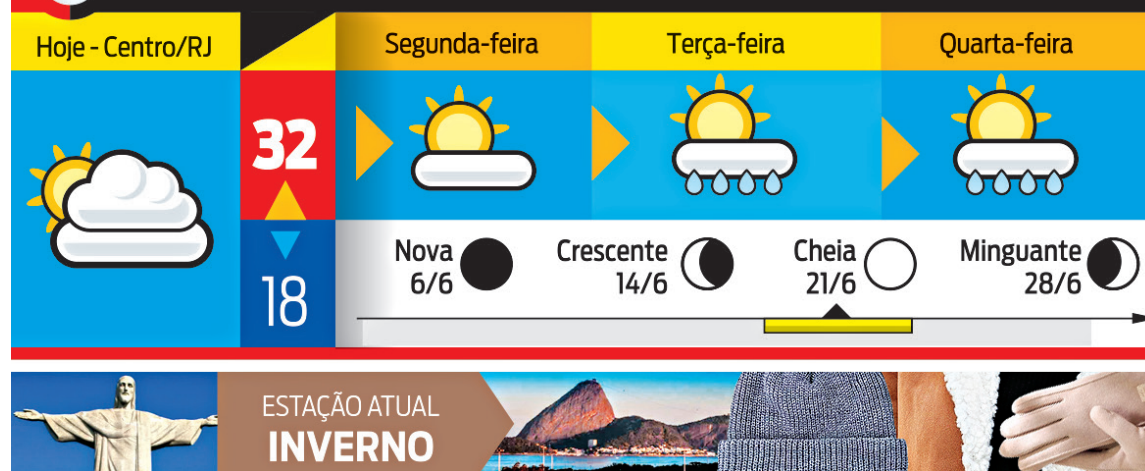 Hoje - Centro/RJ
Segunda-feira
Terça-feira
Quarta-feira
32
18
Nova
6/6
Crescente
14/6
Cheia
21/6
Minguante
28/6
ESTAÇÃO ATUAL
INVERNO